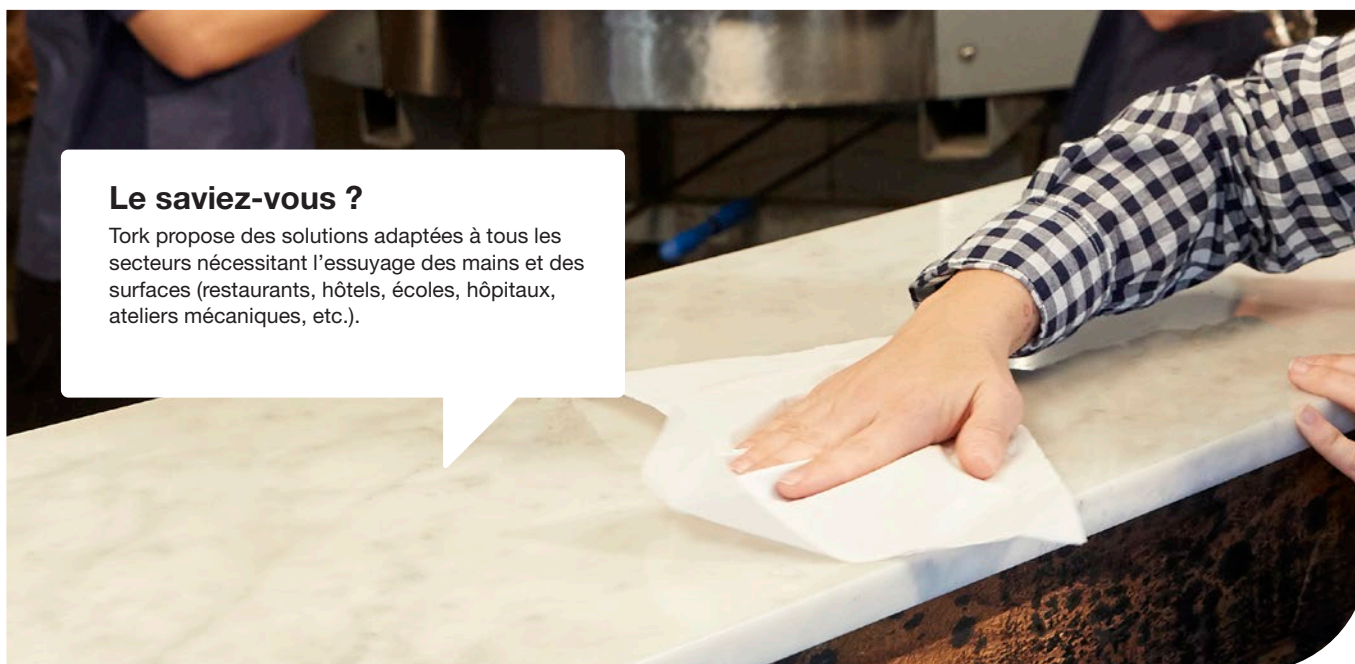 Le saviez-vous ?
Tork propose des solutions adaptées à tous les
secteurs nécessitant l’essuyage des mains et des
surfaces (restaurants, hôtels, écoles, hôpitaux,
ateliers mécaniques, etc.).